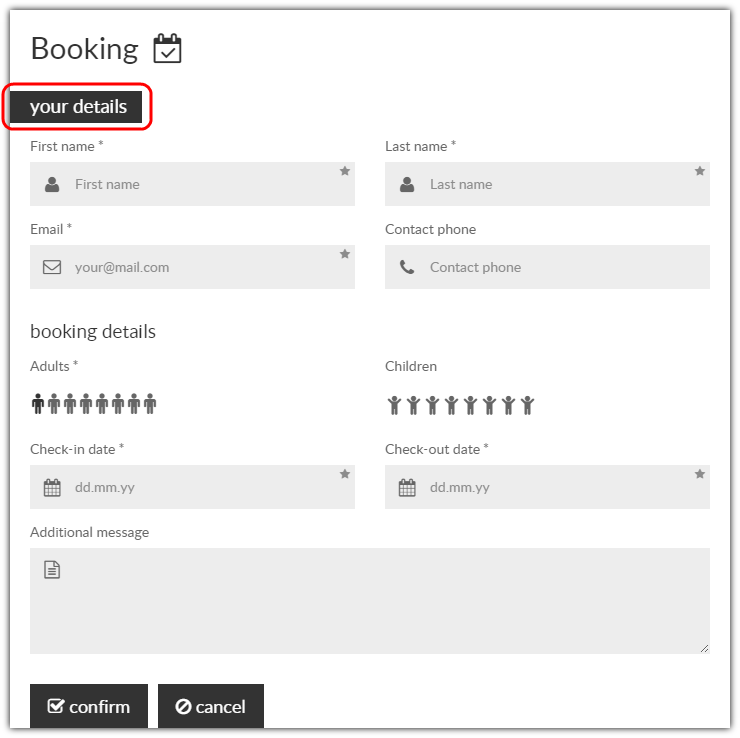 Booking
your details
First name * Last name *
First name Last name
Email * Contact phone
your@mail.com Contact phone
booking details
Adults * Children
Check-in date * Check-out date *
dd.mm.yy dd.mm.yy
Additional message
confirm cancel